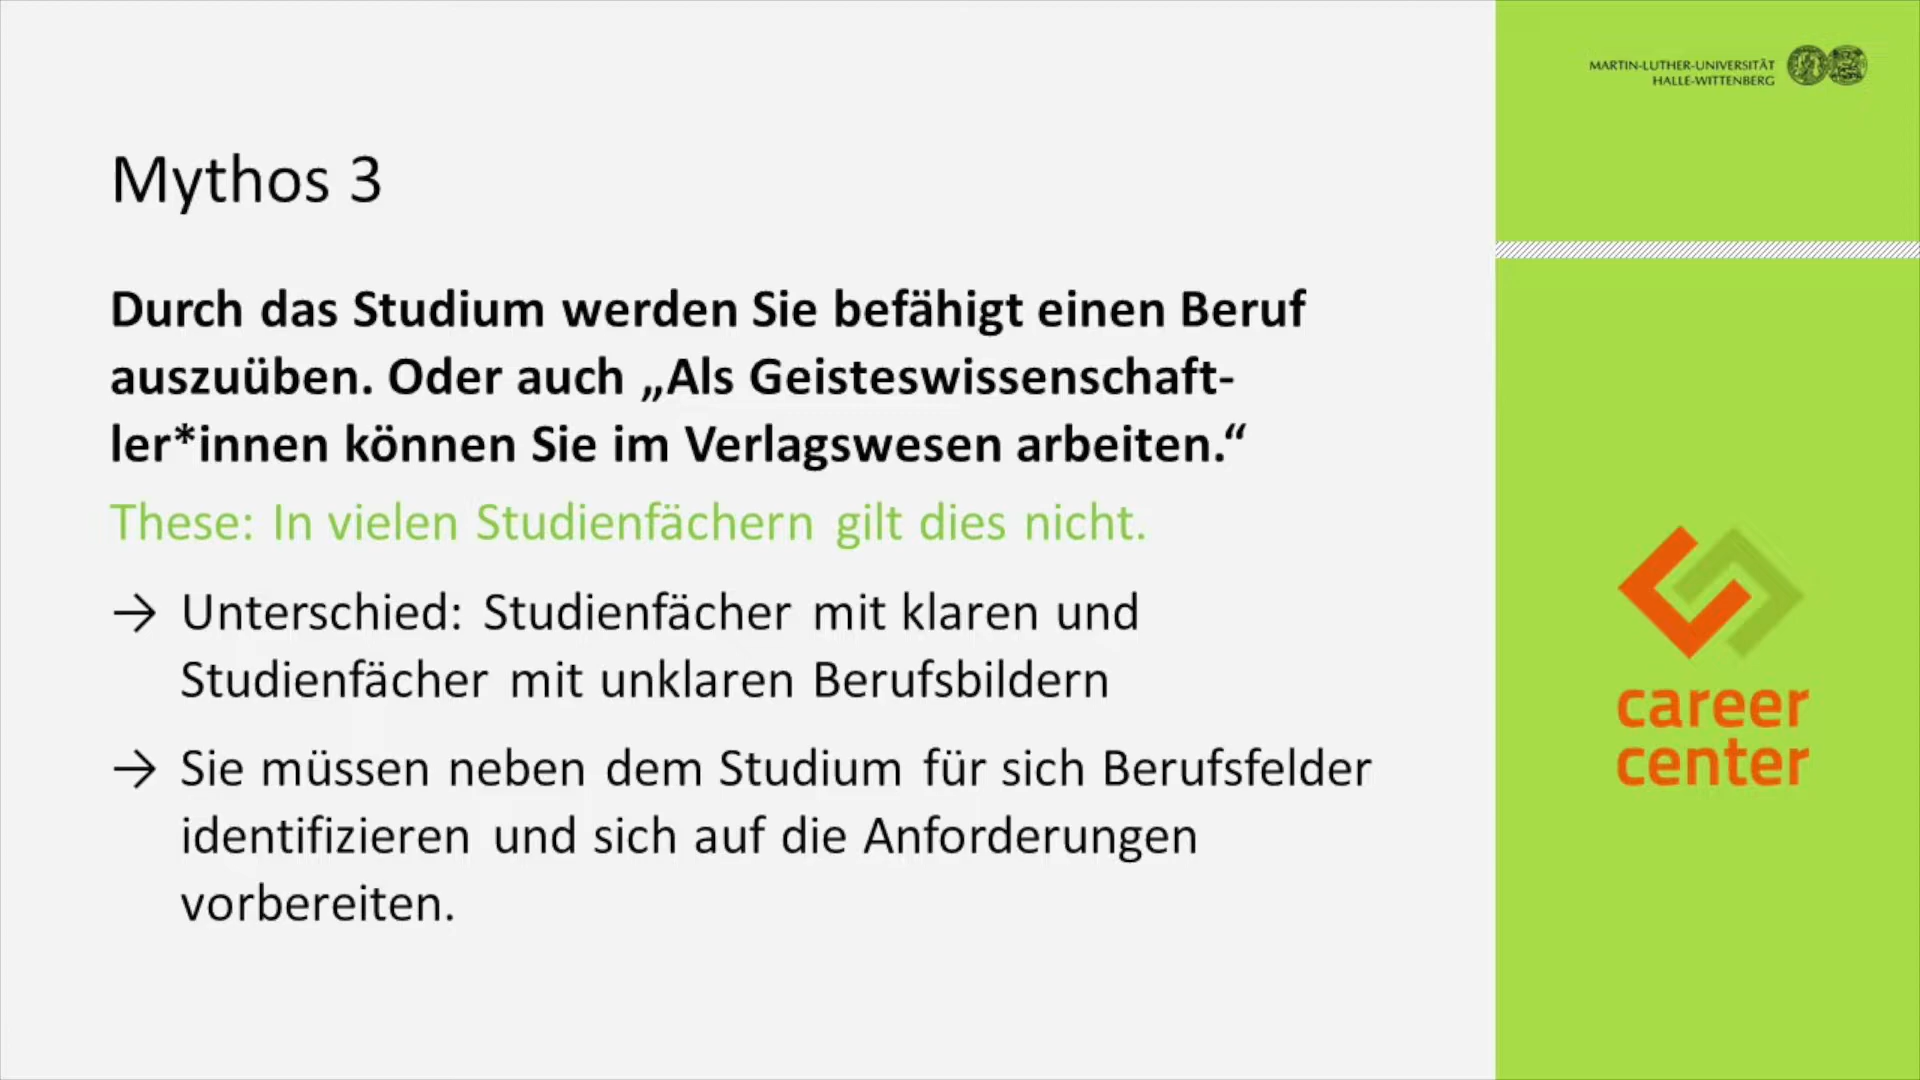 MARTIN-LUTHER-UNIVERSITÄT
HALLE-WITTENBERG
Mythos 3
Durch das Studium werden Sie befähigt einen Beruf
auszuüben. Oder auch „Als Geisteswissenschaft-
ler*innen können Sie im Verlagswesen arbeiten.“
These: In vielen Studienfächern gilt dies nicht.
→ Unterschied: Studienfächer mit klaren und
Studienfächer mit unklaren Berufsbildern
→ Sie müssen neben dem Studium für sich Berufsfelder
identifizieren und sich auf die Anforderungen
vorbereiten.
career
center